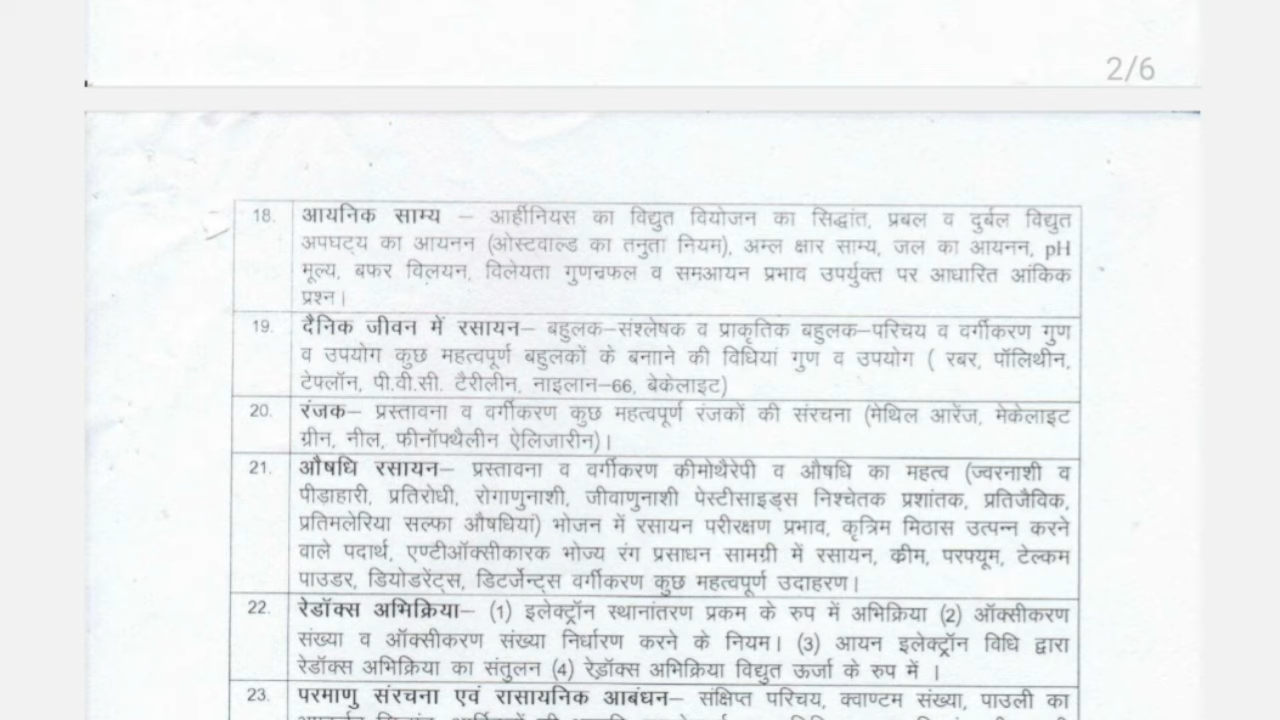 2/6
18. आयनिक साम्य – आर्हीनियस का विद्युत वियोजन का सिद्धांत, प्रबल व दुर्बल विद्युत
अपघट्य का आयनन (ओस्टवाल्ड का तनुता नियम), अम्ल क्षार साम्य, जल का आयनन, pH
मूल्य, बफर विलयन, विलेयता गुणनफल व समआयन प्रभाव उपर्युक्त पर आधारित आंकिक
प्रश्न।
19. दैनिक जीवन में रसायन– बहुलक–संश्लेषक व प्राकृतिक बहुलक–परिचय व वर्गीकरण गुण
व उपयोग कुछ महत्वपूर्ण बहुलकों के बनााने की विधियां गुण व उपयोग ( रबर, पॉलिथीन,
टेफ्लॉन, पी.वी.सी. टैरीलीन, नाइलान–66, बेकेलाइट)
20. रंजक– प्रस्तावना व वर्गीकरण कुछ महत्वपूर्ण रंजकों की संरचना (मेथिल आरेंज, मेकेलाइट
ग्रीन, नील, फीनॉफ्थैलीन ऐलिजारीन)।
21. औषधि रसायन– प्रस्तावना व वर्गीकरण कीमोथैरेपी व औषधि का महत्व (ज्वरनाशी व
पीडाहारी, प्रतिरोधी, रोगाणुनाशी, जीवाणुनाशी पेस्टीसाइड्स निश्चेतक प्रशांतक, प्रतिजैविक,
प्रतिमलेरिया सल्फा औषधियां) भोजन में रसायन परीरक्षण प्रभाव, कृत्रिम मिठास उत्पन्न करने
वाले पदार्थ, एण्टीऑक्सीकारक भोज्य रंग प्रसाधन सामग्री में रसायन, क्रीम, परफ्यूम, टेल्कम
पाउडर, डियोडरेंट्स, डिटर्जेन्ट्स वर्गीकरण कुछ महत्वपूर्ण उदाहरण।
22. रेडॉक्स अभिक्रिया– (1) इलेक्ट्रॉन स्थानांतरण प्रकम के रुप में अभिक्रिया (2) ऑक्सीकरण
संख्या व ऑक्सीकरण संख्या निर्धारण करने के नियम। (3) आयन इलेक्ट्रॉन विधि द्वारा
रेडॉक्स अभिक्रिया का संतुलन (4) रेडॉक्स अभिक्रिया विद्युत ऊर्जा के रुप में ।
23. परमाणु संरचना एवं रासायनिक आबंधन– संक्षिप्त परिचय, क्वाण्टम संख्या, पाउली का